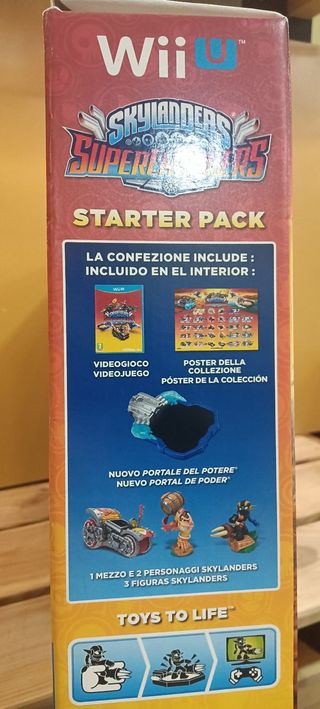 Wii U™
SKYLANDERS
SUPERCHARGERS
STARTER PACK
LA CONFEZIONE INCLUDE :
INCLUIDO EN EL INTERIOR :
VIDEOGIOCO
VIDEOJUEGO
POSTER DELLA
COLLEZIONE
PÓSTER DE LA COLECCIÓN
NUOVO PORTALE DEL POTERE®
NUEVO PORTAL DE PODER®
1 MEZZO E 2 PERSONAGGI SKYLANDERS
3 FIGURAS SKYLANDERS
TOYS TO LIFE™